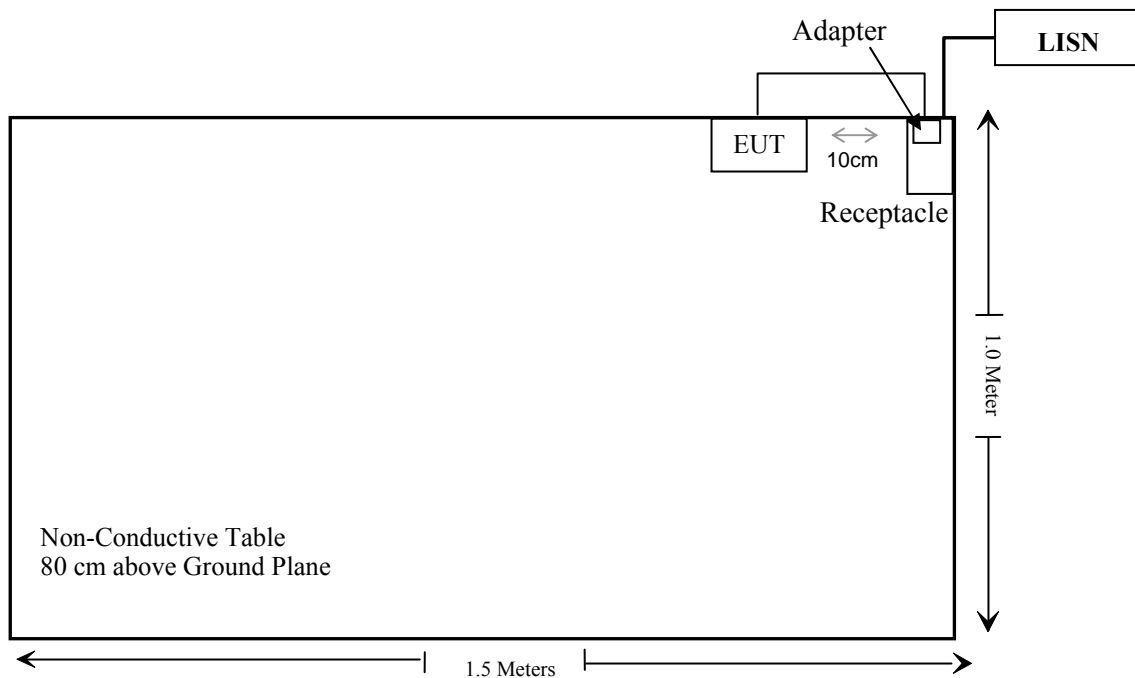 Adapter
LISN
EUT
10cm
Receptacle
1.0 Meter
Non-Conductive Table
80 cm above Ground Plane
1.5 Meters